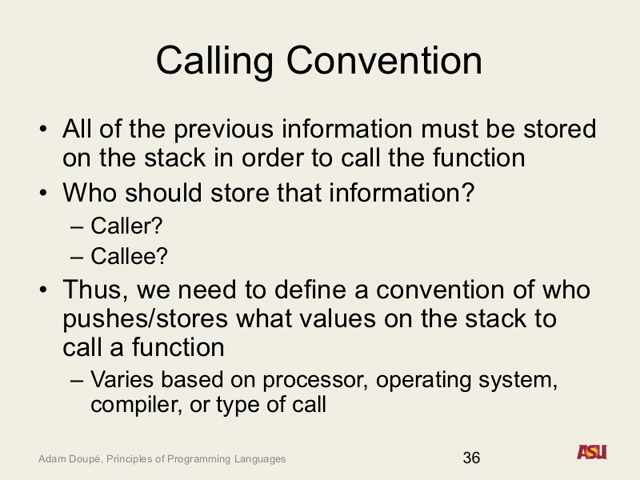 Calling Convention
• All of the previous information must be stored
on the stack in order to call the function
• Who should store that information?
– Caller?
– Callee?
• Thus, we need to define a convention of who
pushes/stores what values on the stack to
call a function
– Varies based on processor, operating system,
compiler, or type of call
Adam Doupé, Principles of Programming Languages
36
ASU